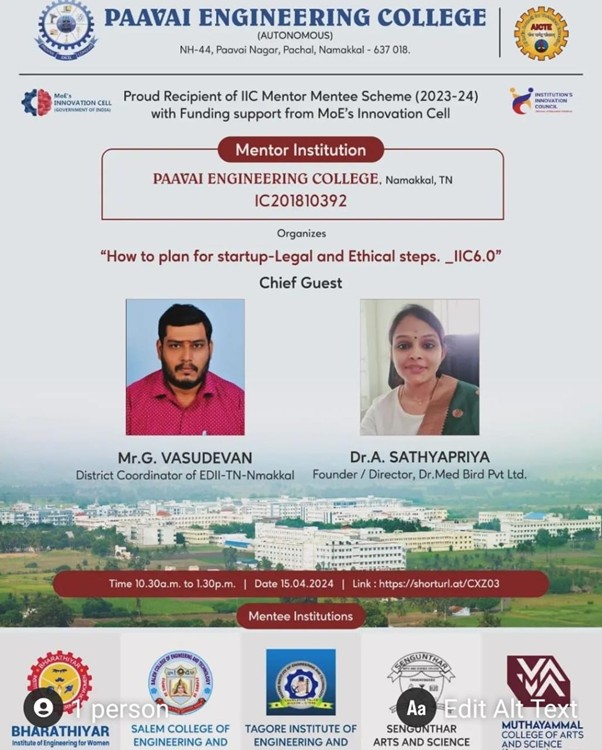 PAAVAI ENGINEERING COLLEGE
(AUTONOMOUS)
NH-44, Paavai Nagar, Pachal, Namakkal - 637 018.
AICTE
MoE's
INNOVATION CELL
(GOVERNMENT OF INDIA)
Proud Recipient of IIC Mentor Mentee Scheme (2023-24)
with Funding support from MoE's Innovation Cell
INSTITUTION'S
INNOVATION
COUNCIL
Mentor Institution
PAAVAI ENGINEERING COLLEGE, Namakkal, TN
IC201810392
Organizes
“How to plan for startup-Legal and Ethical steps. _IIC6.0”
Chief Guest
Mr.G. VASUDEVAN
District Coordinator of EDII-TN-Nmakkal
Dr.A. SATHYAPRIYA
Founder / Director, Dr.Med Bird Pvt Ltd.
Time 10.30a.m. to 1.30p.m. | Date 15.04.2024 | Link : https://shorturl.at/CXZ03
Mentee Institutions
BHARATHIYAR
Institute of Engineering for Women
SALEM COLLEGE OF
ENGINEERING AND
TAGORE INSTITUTE OF
ENGINEERING AND
SENGUNTHAR
SENGUNTHAR
ARTS AND SCIENCE
MUTHAYAMMAL
COLLEGE OF ARTS
AND SCIENCE
1 person
Aa Edit Alt Text